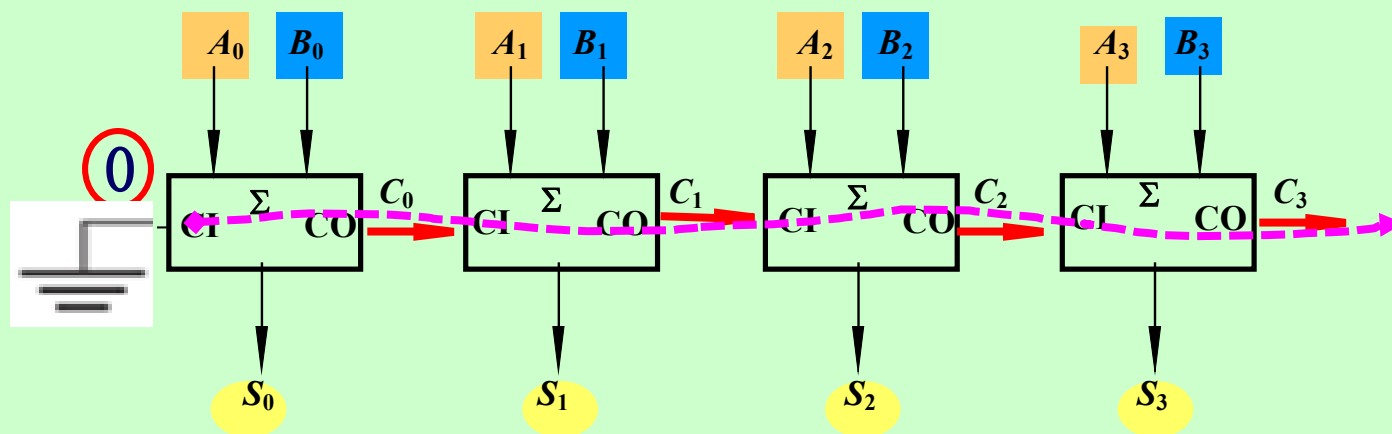 A₀ B₀ A₁ B₁ A₂ B₂ A₃ B₃
0
Σ C₀ Σ C₁ Σ C₂ Σ C₃
CI CO CI CO CI CO CI CO
S₀ S₁ S₂ S₃